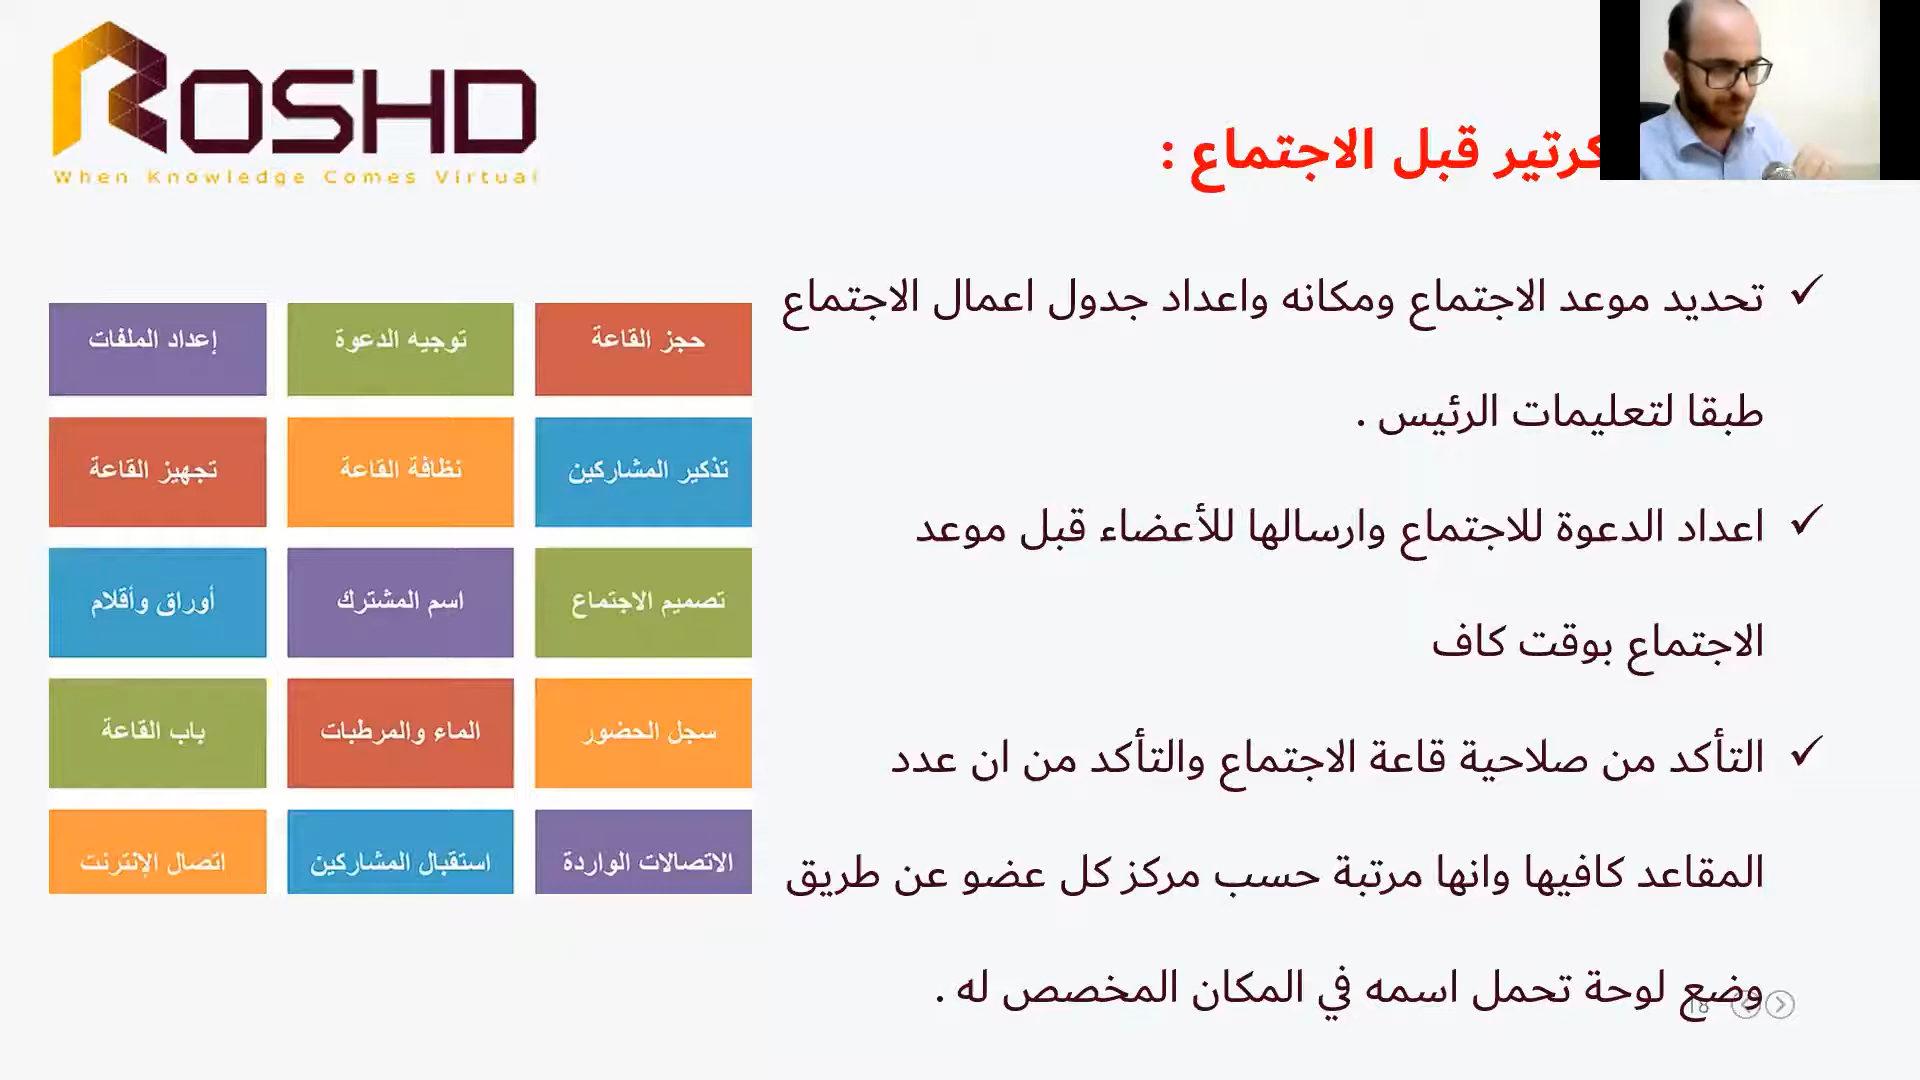 ROSHD
When Knowledge Comes Virtual
كرتير قبل الاجتماع :
تحديد موعد الاجتماع ومكانه واعداد جدول اعمال الاجتماع
طبقا لتعليمات الرئيس .
اعداد الدعوة للاجتماع وارسالها للأعضاء قبل موعد
الاجتماع بوقت كاف
التأكد من صلاحية قاعة الاجتماع والتأكد من ان عدد
المقاعد كافيها وانها مرتبة حسب مركز كل عضو عن طريق
وضع لوحة تحمل اسمه في المكان المخصص له .
حجز القاعة
توجيه الدعوة
إعداد الملفات
تذكير المشاركين
نظافة القاعة
تجهيز القاعة
تصميم الاجتماع
اسم المشترك
أوراق وأقلام
سجل الحضور
الماء والمرطبات
باب القاعة
الاتصالات الواردة
استقبال المشاركين
اتصال الإنترنت
18